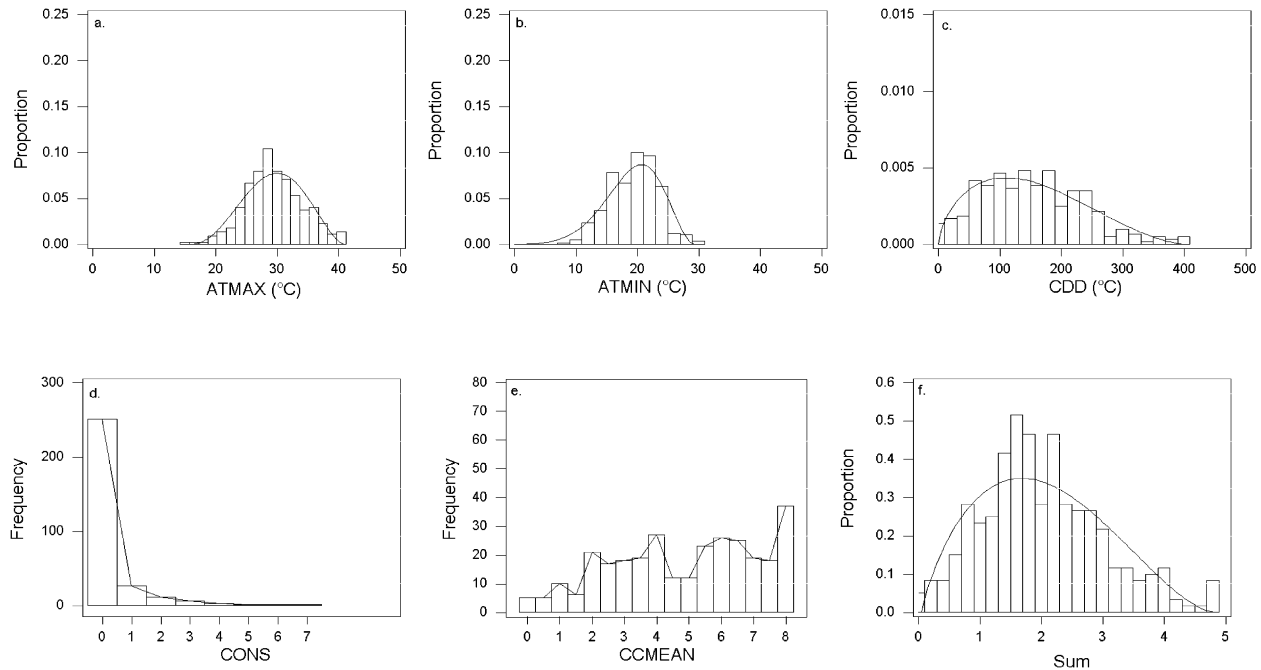 a.
0.25
0.20
0.15
0.10
0.05
0.00
Proportion
0 10 20 30 40 50
ATMAX (°C)
b.
0.25
0.20
0.15
0.10
0.05
0.00
Proportion
0 10 20 30 40 50
ATMIN (°C)
c.
0.015
0.010
0.005
0.000
Proportion
0 100 200 300 400 500
CDD (°C)
d.
300
200
100
0
Frequency
0 1 2 3 4 5 6 7
CONS
e.
80
70
60
50
40
30
20
10
0
Frequency
0 1 2 3 4 5 6 7 8
CCMEAN
f.
0.6
0.5
0.4
0.3
0.2
0.1
0.0
Proportion
0 1 2 3 4 5
Sum